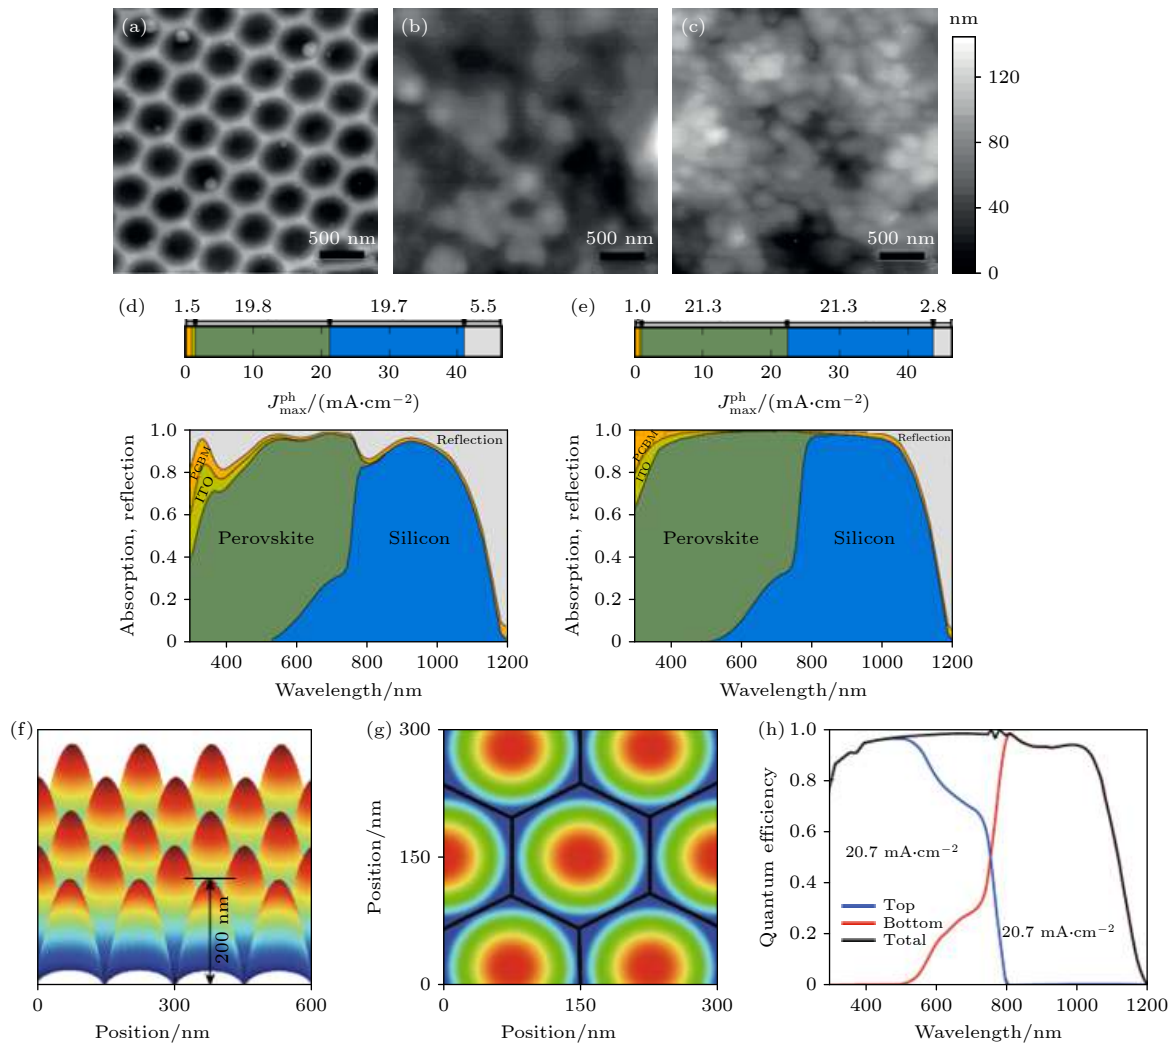 (a)
(b)
(c)
nm
120
80
40
0
500 nm
500 nm
500 nm
(d)
1.5 19.8 19.7 5.5
0 10 20 30 40
J^ph_max/(mA·cm−2)
(e)
1.0 21.3 21.3 2.8
0 10 20 30 40
J^ph_max/(mA·cm−2)
Absorption, reflection
1.0
0.8
0.6
0.4
0.2
0
PCBM
ITO
Reflection
Perovskite
Silicon
400 600 800 1000 1200
Wavelength/nm
Absorption, reflection
1.0
0.8
0.6
0.4
0.2
0
PCBM
ITO
Reflection
Perovskite
Silicon
400 600 800 1000 1200
Wavelength/nm
(f)
200 nm
0 300 600
Position/nm
(g)
Position/nm
300
150
0
0 150 300
Position/nm
(h)
Quantum efficiency
1.0
0.8
0.6
0.4
0.2
0
20.7 mA·cm−2
Top
Bottom
Total
20.7 mA·cm−2
400 600 800 1000 1200
Wavelength/nm